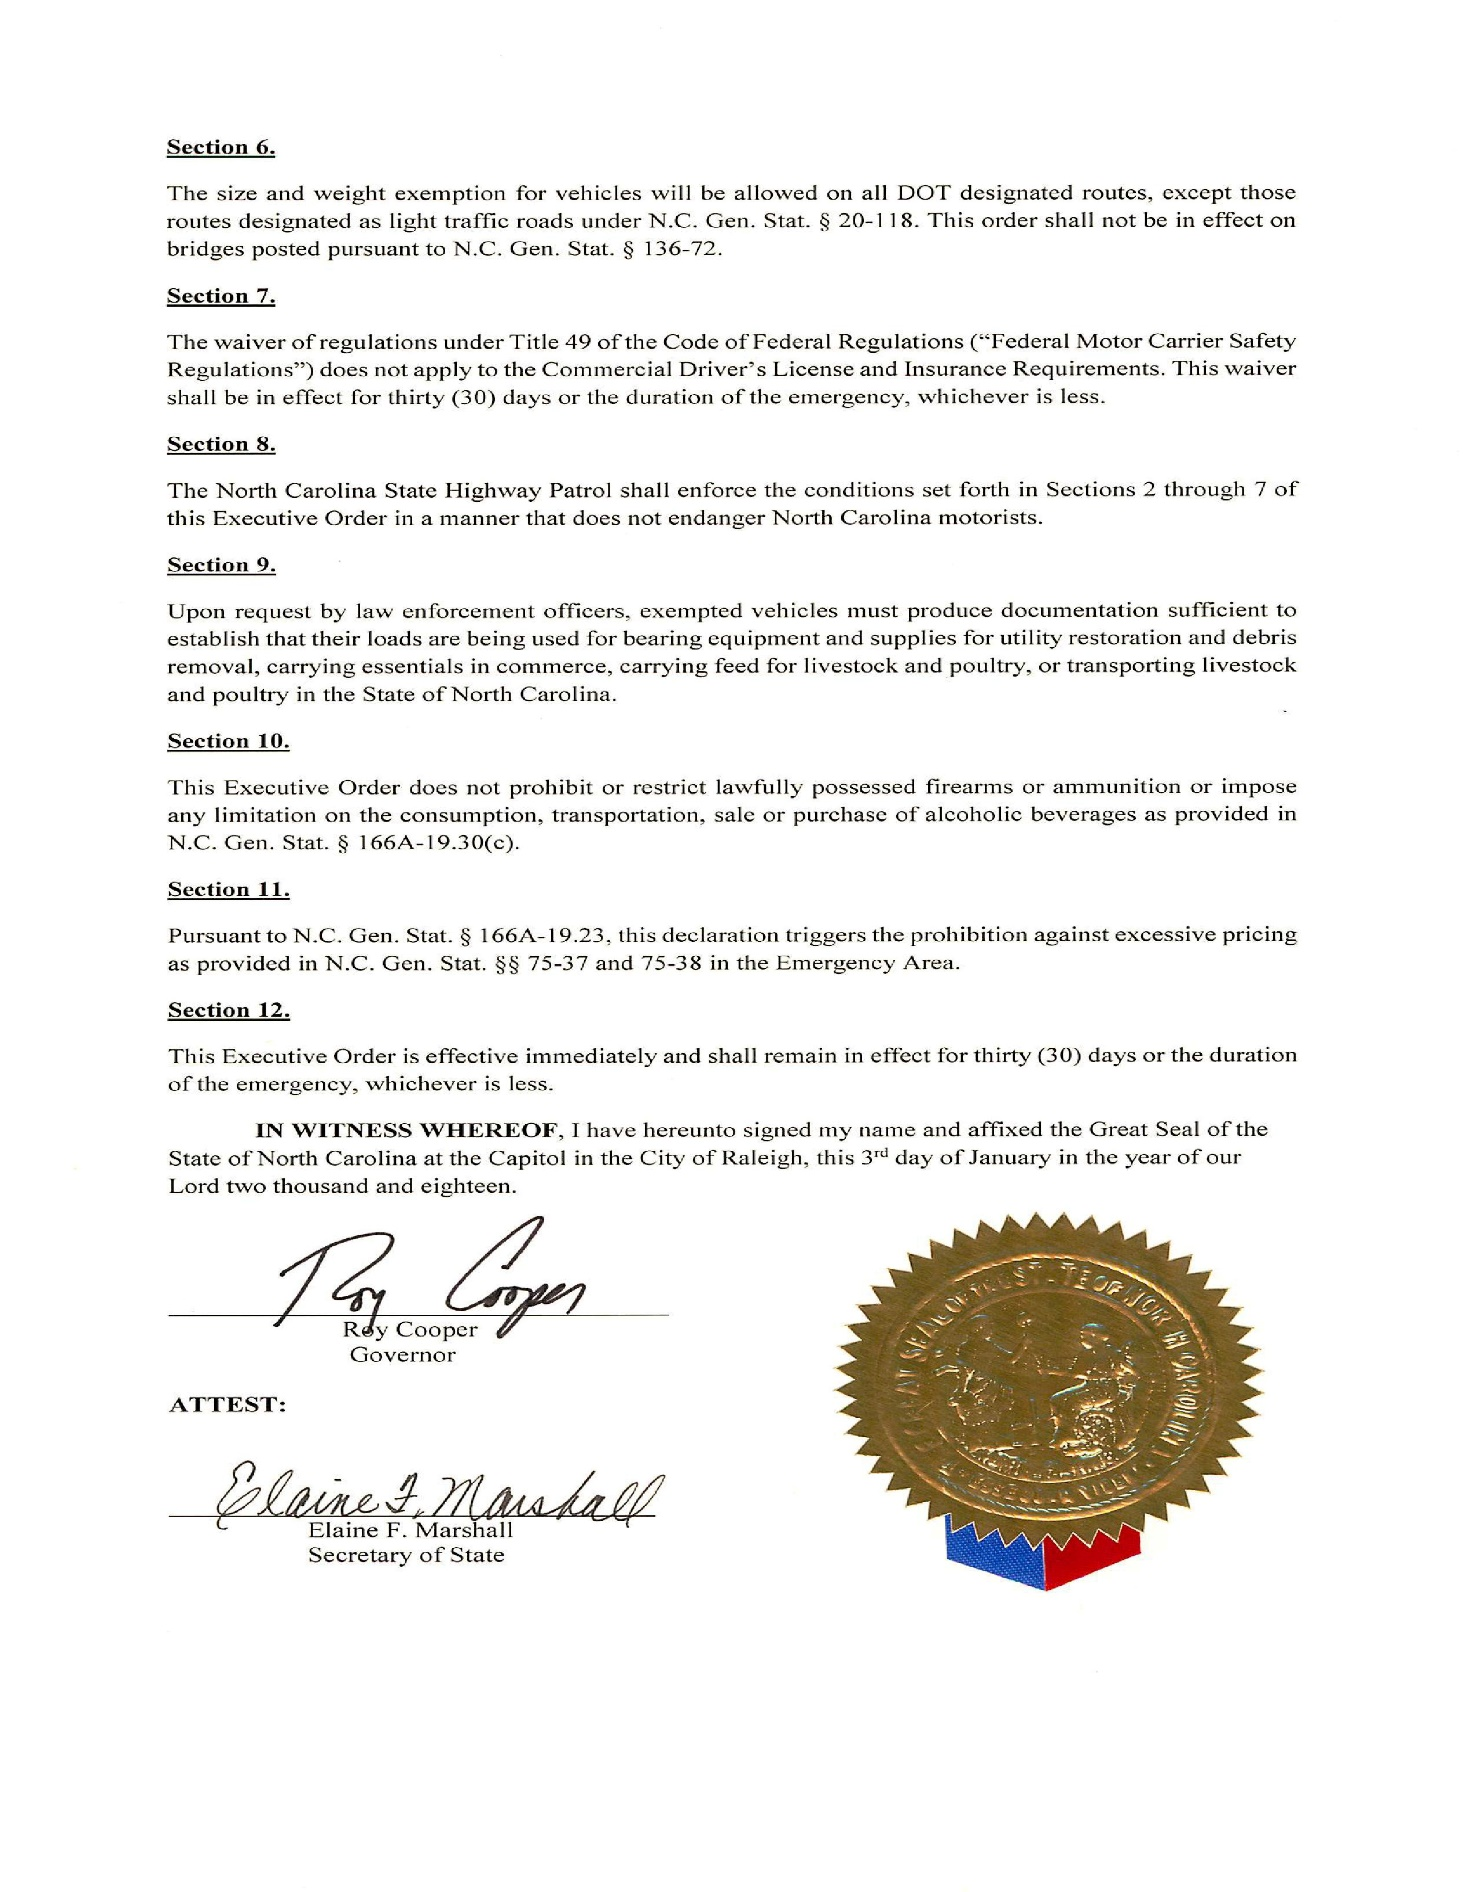 Section 6.
The size and weight exemption for vehicles will be allowed on all DOT designated routes, except those
routes designated as light traffic roads under N.C. Gen. Stat. § 20-118. This order shall not be in effect on
bridges posted pursuant to N.C. Gen. Stat. § 136-72.
Section 7.
The waiver of regulations under Title 49 of the Code of Federal Regulations (“Federal Motor Carrier Safety
Regulations”) does not apply to the Commercial Driver’s License and Insurance Requirements. This waiver
shall be in effect for thirty (30) days or the duration of the emergency, whichever is less.
Section 8.
The North Carolina State Highway Patrol shall enforce the conditions set forth in Sections 2 through 7 of
this Executive Order in a manner that does not endanger North Carolina motorists.
Section 9.
Upon request by law enforcement officers, exempted vehicles must produce documentation sufficient to
establish that their loads are being used for bearing equipment and supplies for utility restoration and debris
removal, carrying essentials in commerce, carrying feed for livestock and poultry, or transporting livestock
and poultry in the State of North Carolina.
Section 10.
This Executive Order does not prohibit or restrict lawfully possessed firearms or ammunition or impose
any limitation on the consumption, transportation, sale or purchase of alcoholic beverages as provided in
N.C. Gen. Stat. § 166A-19.30(c).
Section 11.
Pursuant to N.C. Gen. Stat. § 166A-19.23, this declaration triggers the prohibition against excessive pricing
as provided in N.C. Gen. Stat. §§ 75-37 and 75-38 in the Emergency Area.
Section 12.
This Executive Order is effective immediately and shall remain in effect for thirty (30) days or the duration
of the emergency, whichever is less.
IN WITNESS WHEREOF, I have hereunto signed my name and affixed the Great Seal of the
State of North Carolina at the Capitol in the City of Raleigh, this 3rd day of January in the year of our
Lord two thousand and eighteen.
Roy Cooper
Roy Cooper
Governor
ATTEST:
Elaine F. Marshall
Elaine F. Marshall
Secretary of State
SEAL OF THE STATE OF NORTH CAROLINA